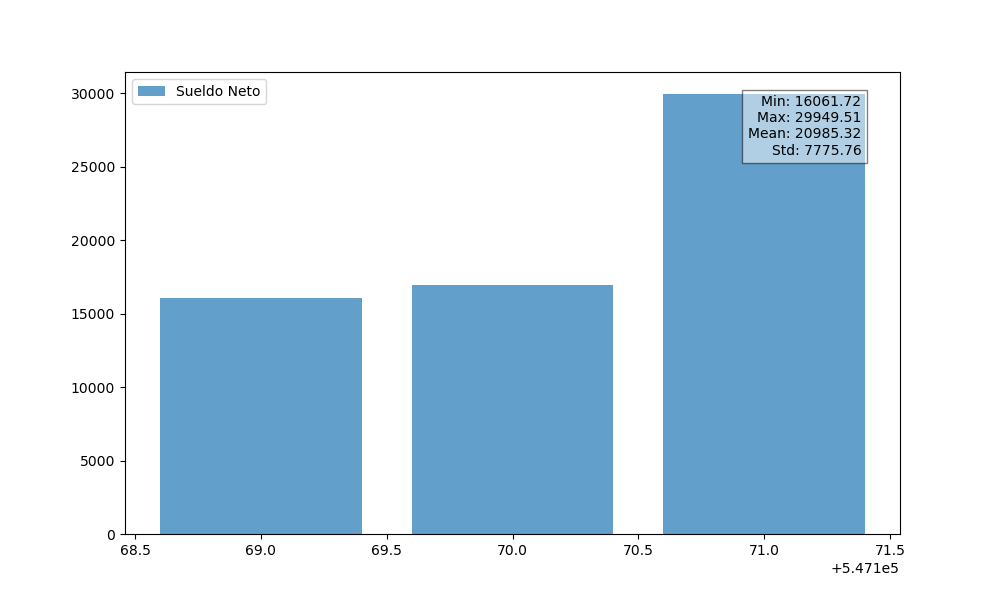 Sueldo Neto
Min: 16061.72
Max: 29949.51
Mean: 20985.32
Std: 7775.76
30000
25000
20000
15000
10000
5000
0
68.5 69.0 69.5 70.0 70.5 71.0 71.5
+5.471e5